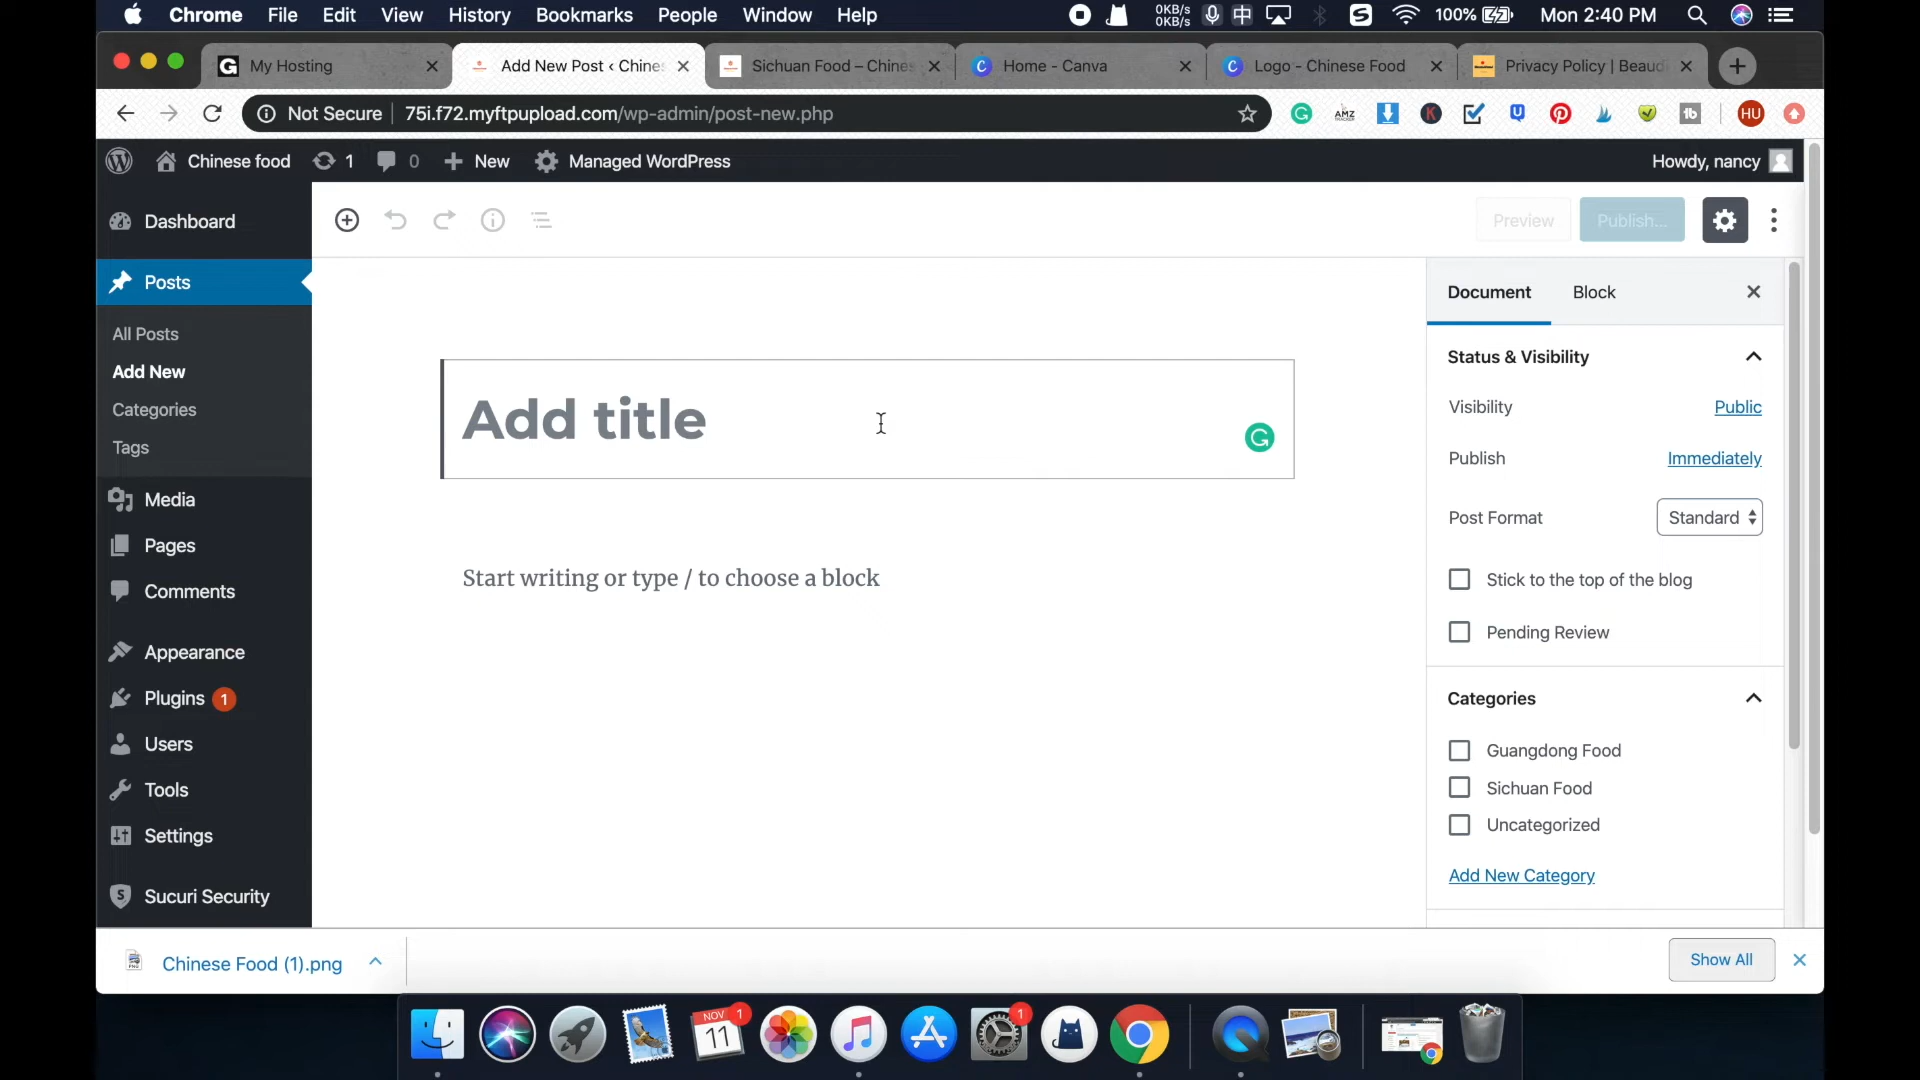 Chrome File Edit View History Bookmarks People Window Help 0KB/s 0KB/s 中 S 100% Mon 2:40 PM
G My Hosting Add New Post ‹ Chines Sichuan Food – Chines C Home - Canva C Logo - Chinese Food Privacy Policy | Beaudi
Not Secure 75i.f72.myftpupload.com/wp-admin/post-new.php AMZ K tb HU
Chinese food 1 0 New Managed WordPress Howdy, nancy
Dashboard
Preview Publish...
Posts
Document Block
All Posts
Add New
Categories
Tags
Status & Visibility
Visibility Public
Add title
Publish Immediately
Post Format Standard
Media
Pages
Comments
Start writing or type / to choose a block
Stick to the top of the blog
Pending Review
Appearance
Plugins 1
Users
Tools
Settings
Sucuri Security
Categories
Guangdong Food
Sichuan Food
Uncategorized
Add New Category
Chinese Food (1).png Show All
NOV 1
11
1